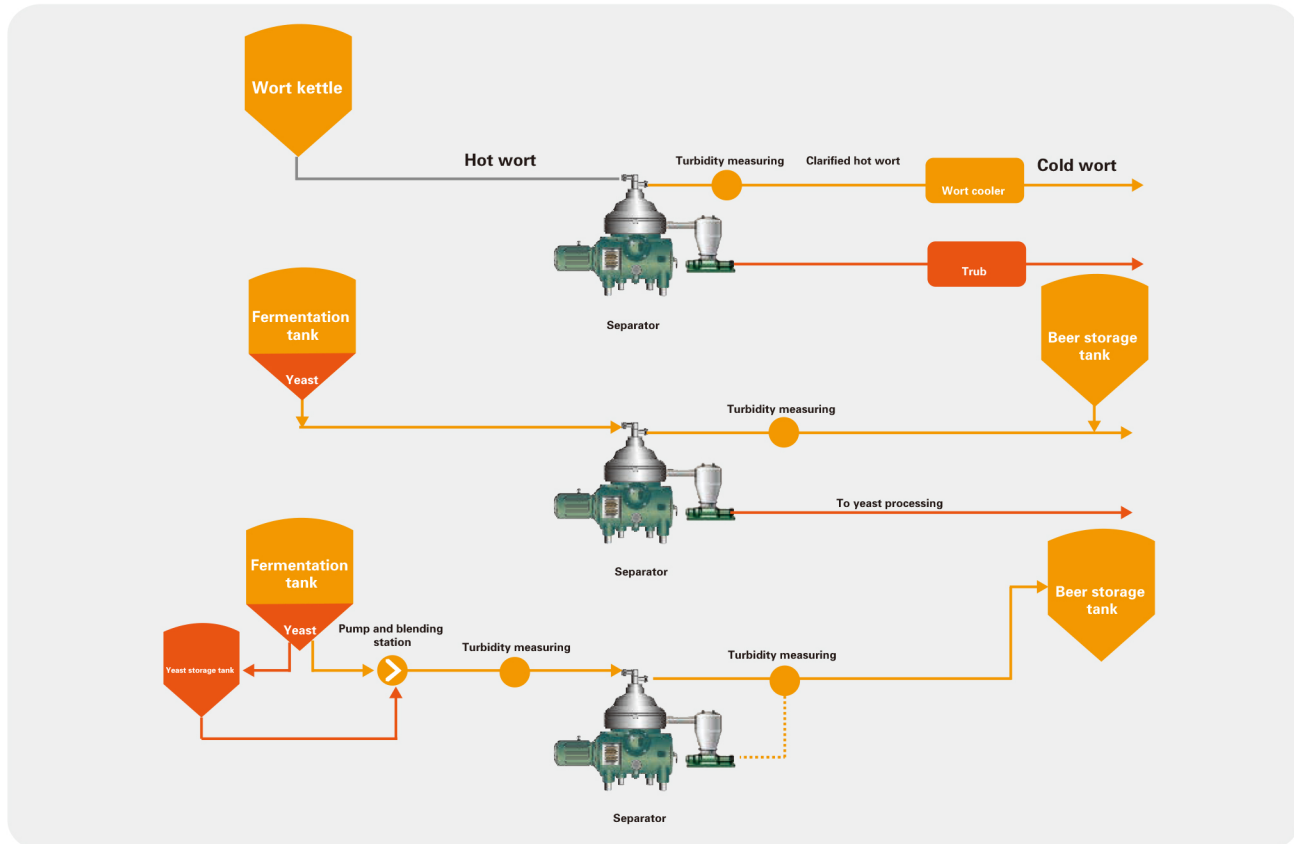 Wort kettle
Hot wort
Turbidity measuring
Clarified hot wort
Cold wort
Wort cooler
Trub
Separator
Fermentation
tank
Yeast
Beer storage
tank
Turbidity measuring
To yeast processing
Separator
Fermentation
tank
Yeast
Yeast storage tank
Pump and blending
station
Turbidity measuring
Turbidity measuring
Beer storage
tank
Separator